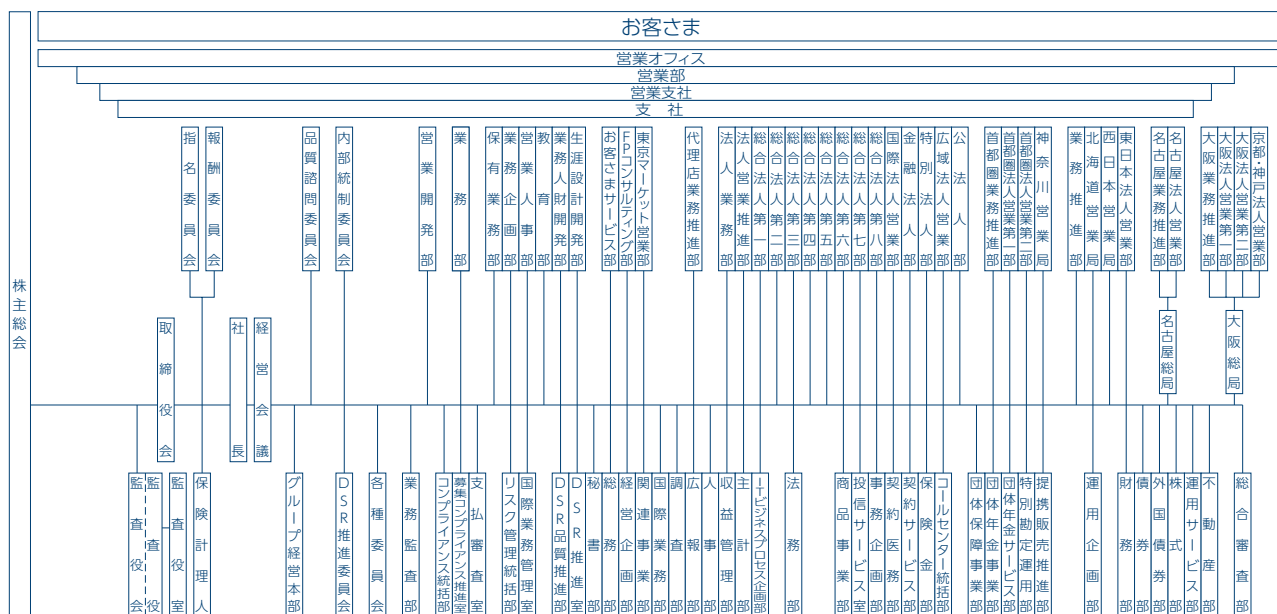 お客さま
営業オフィス
営業部
営業支社
支社
株主総会
指名委員会
報酬委員会
品質諮問委員会
内部統制委員会
営業開発部
業務部
保有業務部
業務企画部
営業人事部
教育部
業務人財開発部
生涯設計開発部
お客さまサービス部
FPコンサルティング部
東京マーケット営業部
代理店業務推進部
法人業務部
法人営業推進部
総合法人第一部
総合法人第二部
総合法人第三部
総合法人第四部
総合法人第五部
総合法人第六部
総合法人第七部
総合法人第八部
国際法人営業部
金融法人部
特別法人部
広域法人営業部
公法人部
首都圏業務推進部
首都圏法人営業第一部
首都圏法人営業第二部
神奈川営業局
業務推進部
北海道営業局
西日本営業局
東日本法人営業部
名古屋業務推進部
名古屋法人営業部
大阪業務推進部
大阪法人営業第一部
大阪法人営業第二部
京都・神戸法人営業部
取締役会
社長
経営会議
名古屋総局
大阪総局
監査役会
監査役
監査役室
保険計理人
グループ経営本部
DSR推進委員会
各種委員会
業務監査部
コンプライアンス統括部
募集コンプライアンス推進室
支払審査室
リスク管理統括部
国際業務管理室
DSR品質推進部
DSR推進室
秘書部
総務部
経営企画部
関連事業部
国際業務部
調査部
広報部
人事部
収益管理部
主計部
ITビジネスプロセス企画部
法務部
商品事業部
投信サービス室
事務企画部
契約医務部
契約サービス部
保険金部
コールセンター統括部
団体保障事業部
団体年金事業部
団体年金サービス部
特別勘定運用部
提携販売推進部
運用企画部
財務部
債券部
外国債券部
株式部
運用サービス部
不動産部
総合審査部